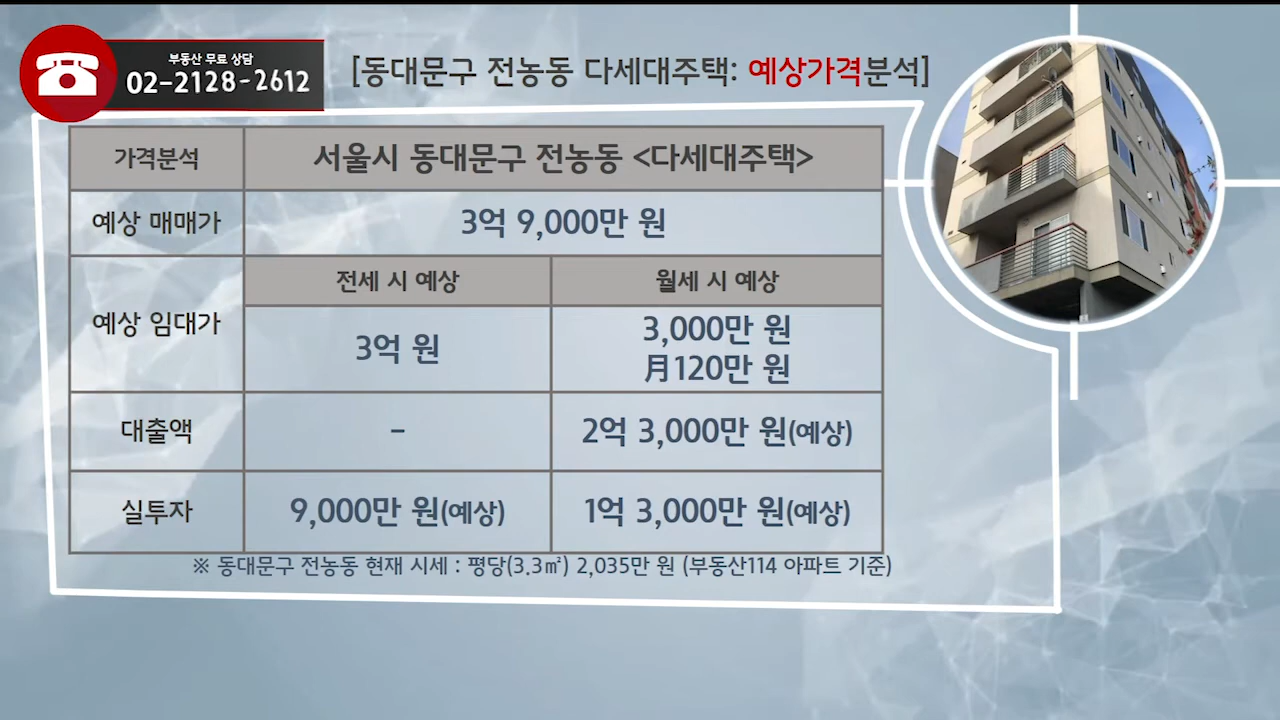 부동산 무료 상담
02-2128-2612
[동대문구 전농동 다세대주택: 예상가격분석]
가격분석 서울시 동대문구 전농동 <다세대주택>
예상 매매가 3억 9,000만 원
예상 임대가 전세 시 예상 월세 시 예상
3억 원 3,000만 원
月120만 원
대출액 - 2억 3,000만 원(예상)
실투자 9,000만 원(예상) 1억 3,000만 원(예상)
※ 동대문구 전농동 현재 시세 : 평당(3.3㎡) 2,035만 원 (부동산114 아파트 기준)